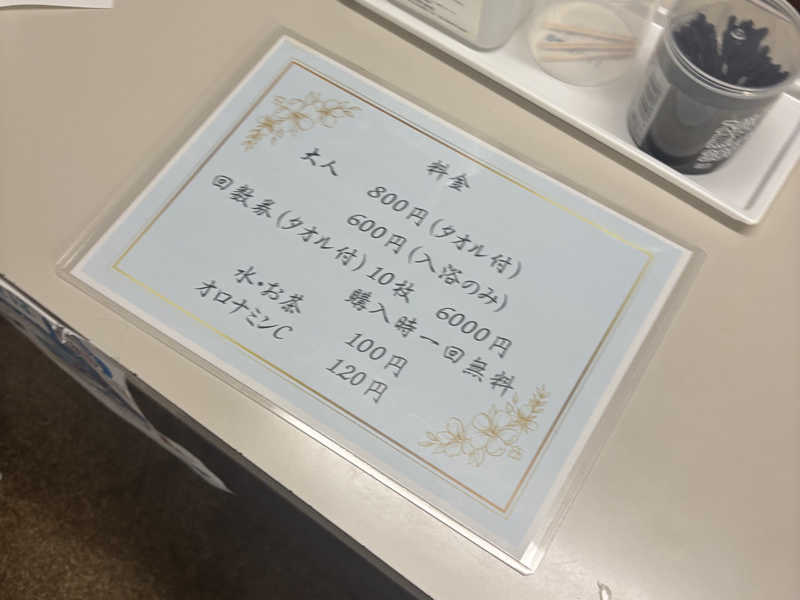 料金
大人 800円(タオル付)
600円(入浴のみ)
回数券(タオル付)10枚 6000円
購入時一回無料
水・お茶 100円
オロナミンC 120円